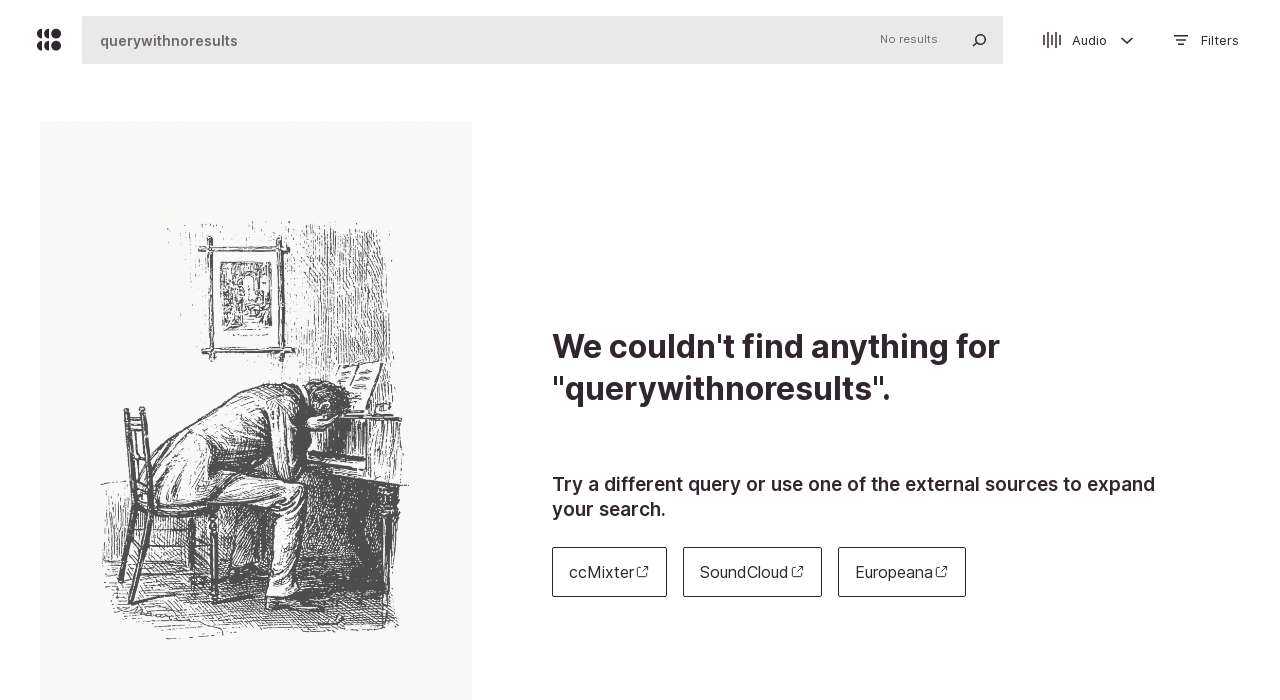 querywithnoresults
No results
Audio
Filters
We couldn't find anything for
"querywithnoresults".
Try a different query or use one of the external sources to expand
your search.
ccMixter
SoundCloud
Europeana